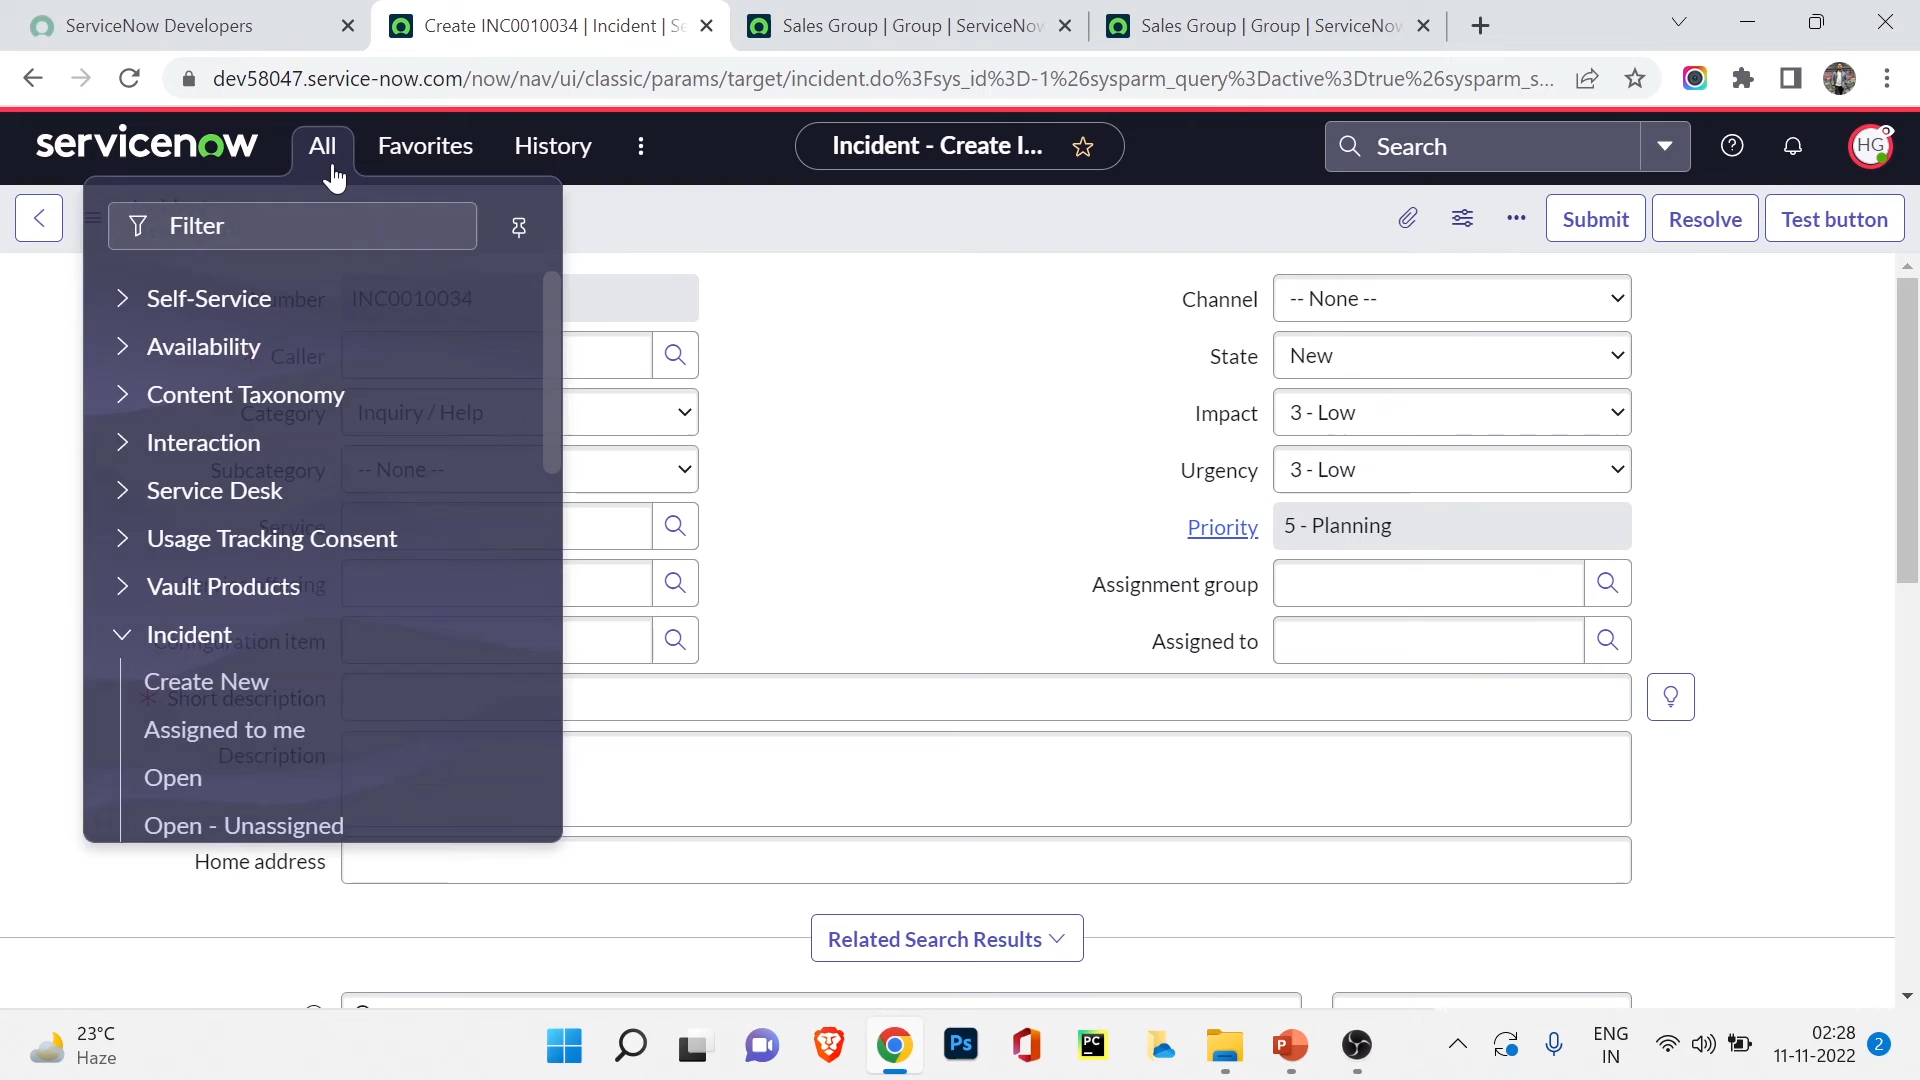 ServiceNow Developers
Create INC0010034 | Incident | Se
Sales Group | Group | ServiceNow
Sales Group | Group | ServiceNow
dev58047.service-now.com/now/nav/ui/classic/params/target/incident.do%3Fsys_id%3D-1%26sysparm_query%3Dactive%3Dtrue%26sysparm_s...
servicenow
All
Favorites
History
Incident - Create I...
Search
HG
Filter
Submit
Resolve
Test button
Self-Service
Number
INC0010034
Channel
-- None --
Availability
Caller
State
New
Content Taxonomy
Category
Inquiry / Help
Impact
3 - Low
Interaction
Subcategory
-- None --
Urgency
3 - Low
Service Desk
Service
Priority
5 - Planning
Usage Tracking Consent
Vault Products
Assignment group
Incident
Configuration item
Assigned to
Create New
Short description
Assigned to me
Description
Open
Open - Unassigned
Home address
Related Search Results
23°C
Haze
Ps
PC
ENG
IN
02:28
11-11-2022
2